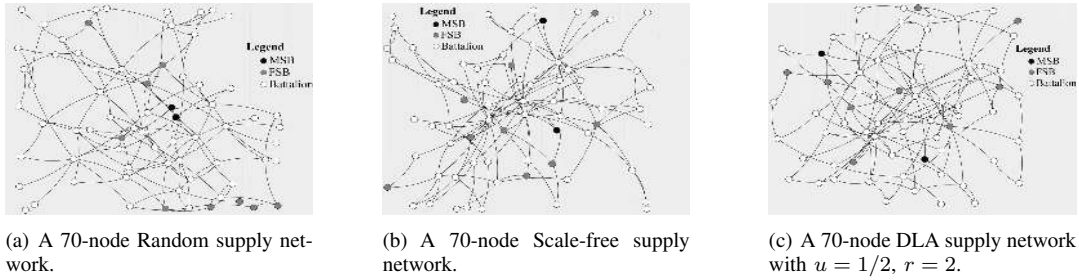 Legend
MSB
FSB
Battalion
(a) A 70-node Random supply net-
work.
Legend
MSB
FSB
Battalion
(b) A 70-node Scale-free supply
network.
Legend
MSB
FSB
Battalion
(c) A 70-node DLA supply network
with u = 1/2, r = 2.